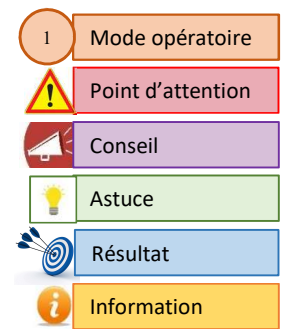 1 Mode opératoire
Point d’attention
Conseil
Astuce
Résultat
Information